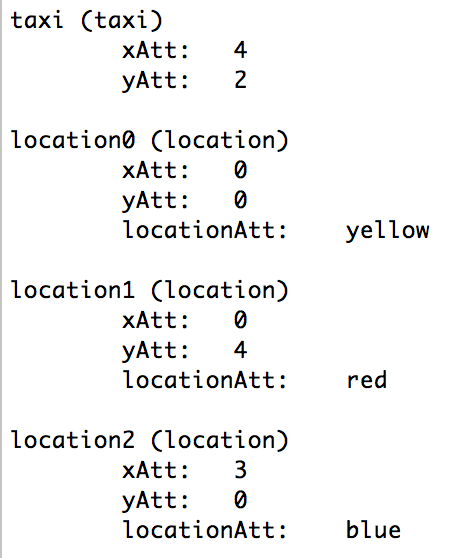 taxi (taxi)
xAtt: 4
yAtt: 2
location0 (location)
xAtt: 0
yAtt: 0
locationAtt: yellow
location1 (location)
xAtt: 0
yAtt: 4
locationAtt: red
location2 (location)
xAtt: 3
yAtt: 0
locationAtt: blue